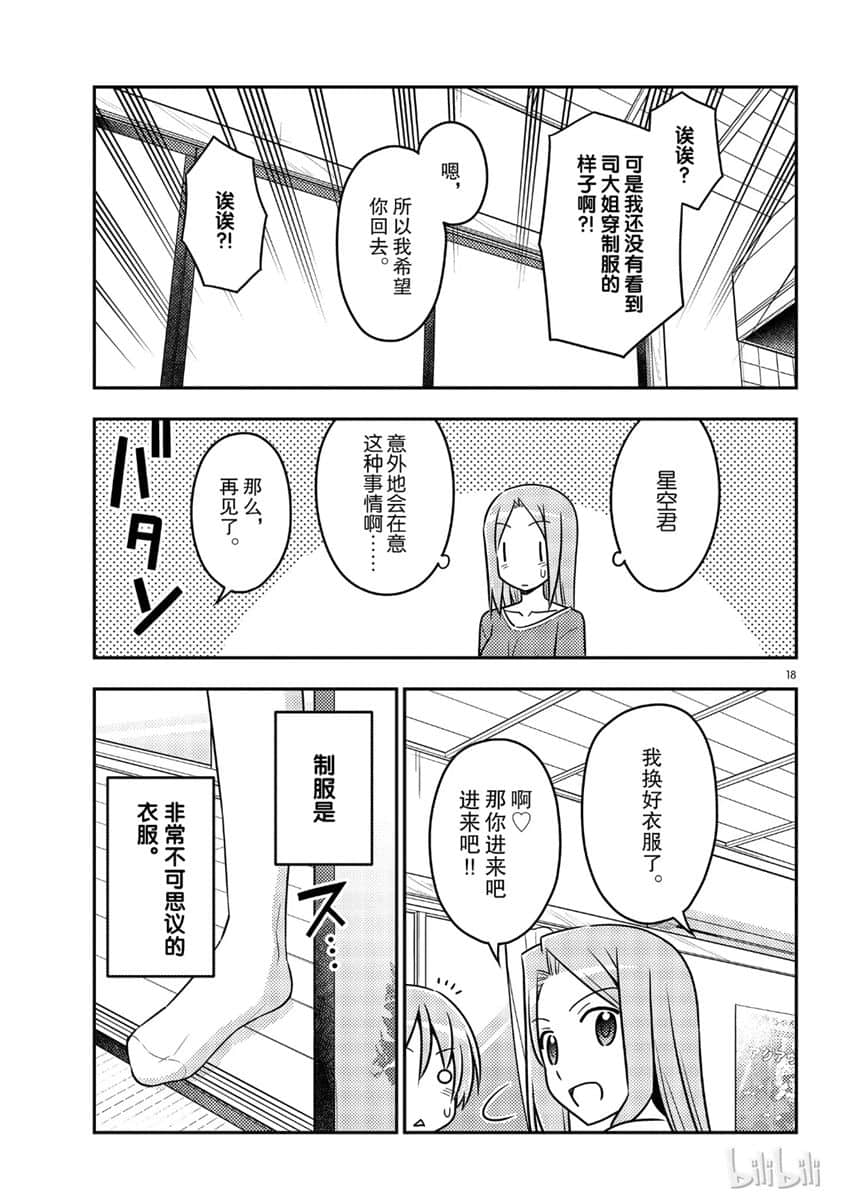 诶诶?
可是我还没有看到
司大姐穿制服的
样子啊?!
嗯,
所以我希望
你回去。
诶诶?!
星空君
意外地会在意
这种事情啊……
那么,
再见了。
バタン
18
我换好衣服了。
啊♡
那你进来吧
进来吧!!
制服是
スッ…
非常不可思议的
衣服。
bilibili